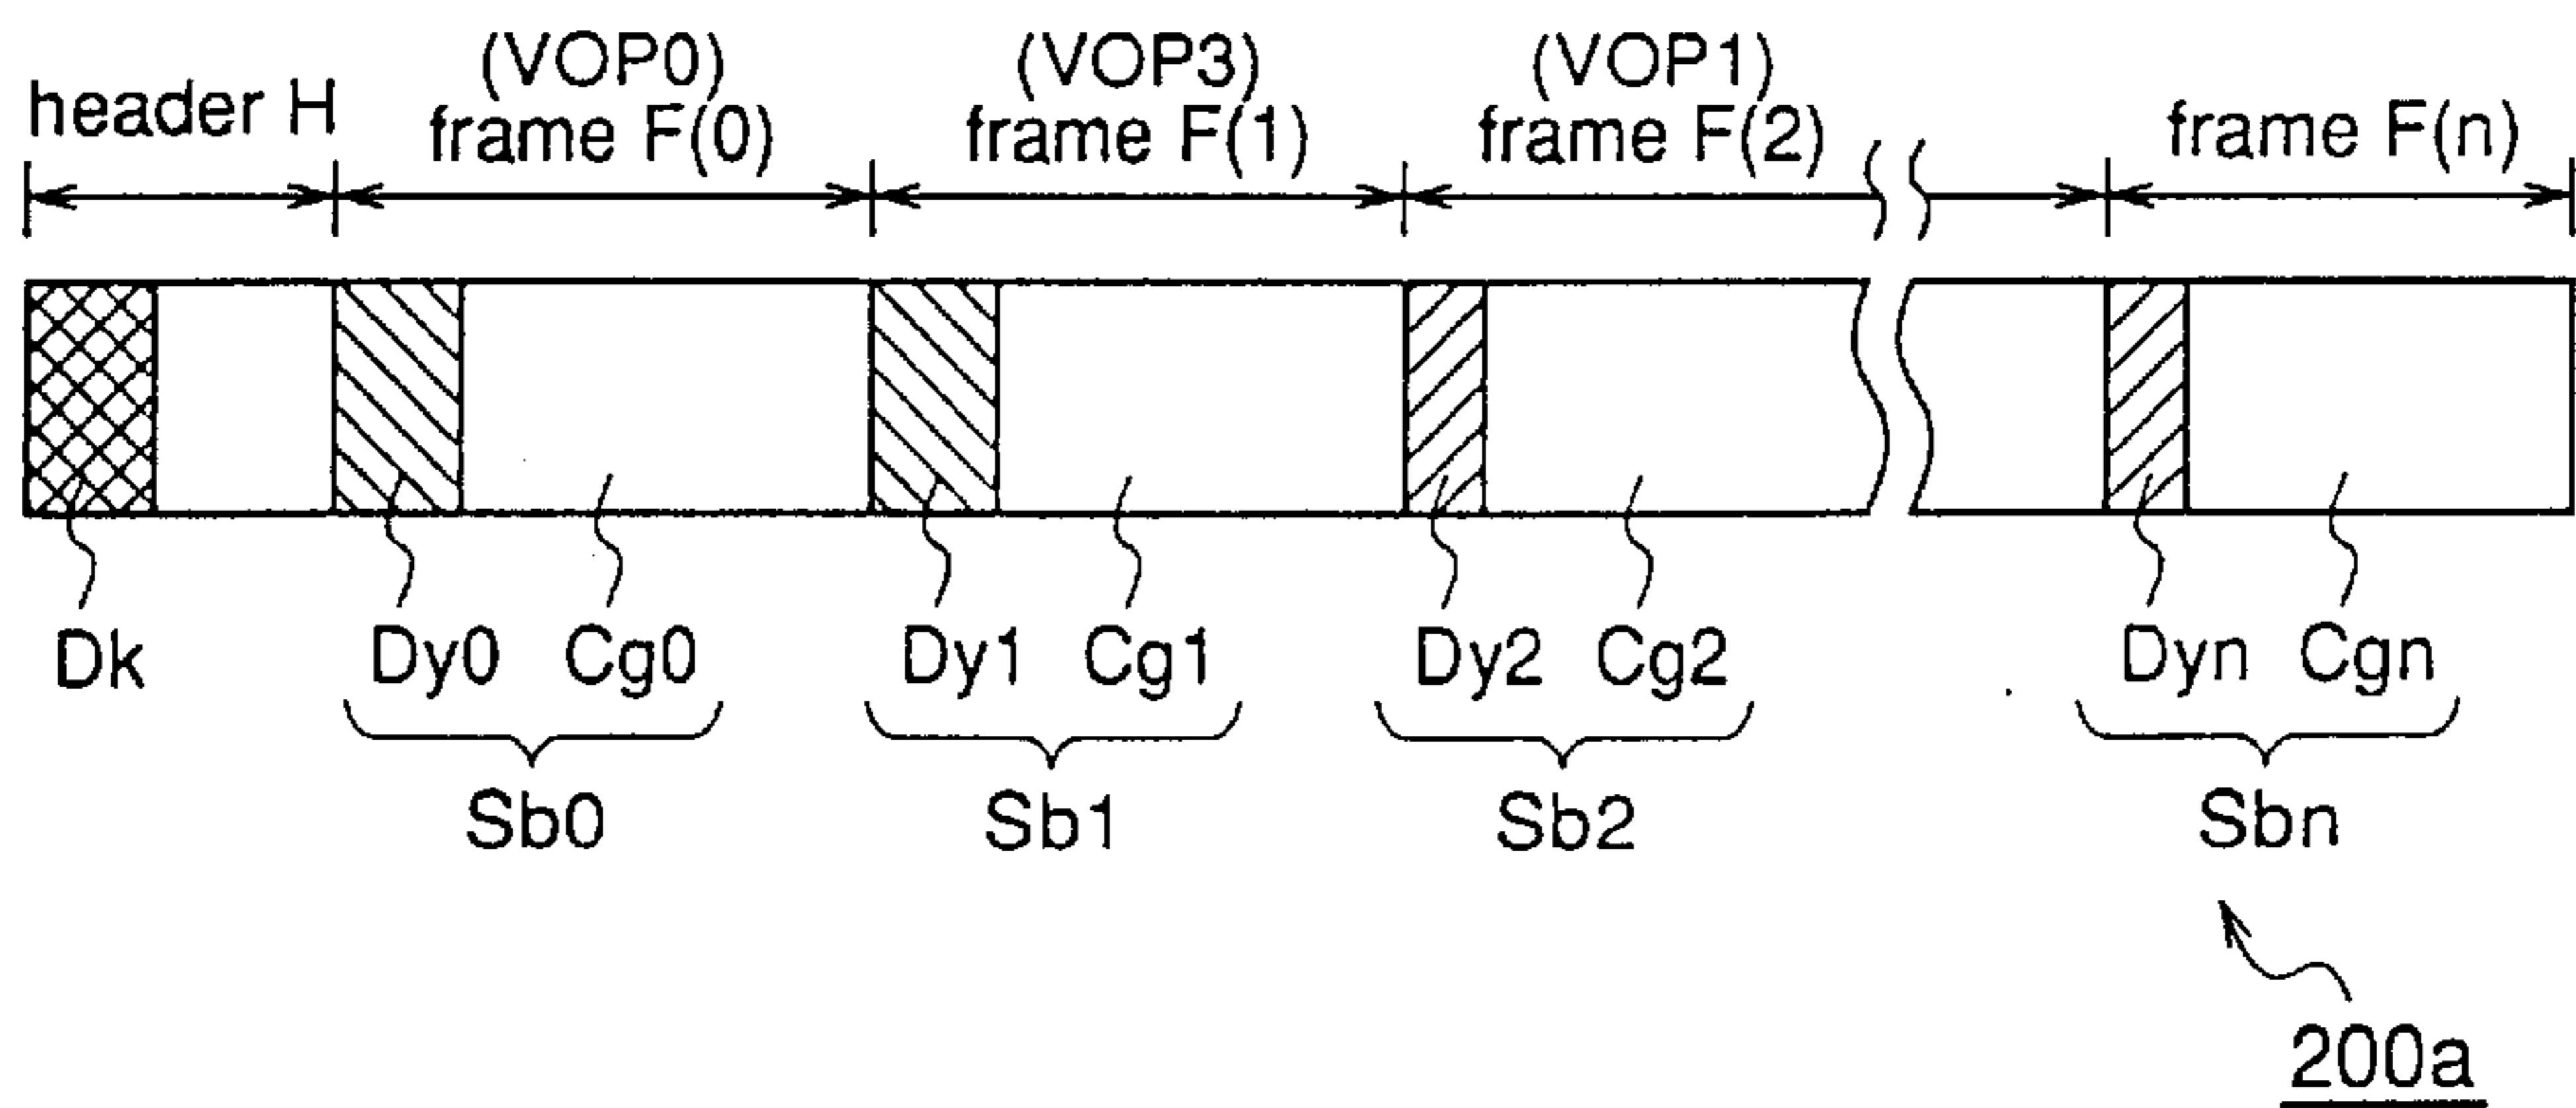 header H
(VOP0)
frame F(0)
(VOP3)
frame F(1)
(VOP1)
frame F(2)
frame F(n)
Dk
Dy0 Cg0
Dy1 Cg1
Dy2 Cg2
Dyn Cgn
Sb0
Sb1
Sb2
Sbn
200a